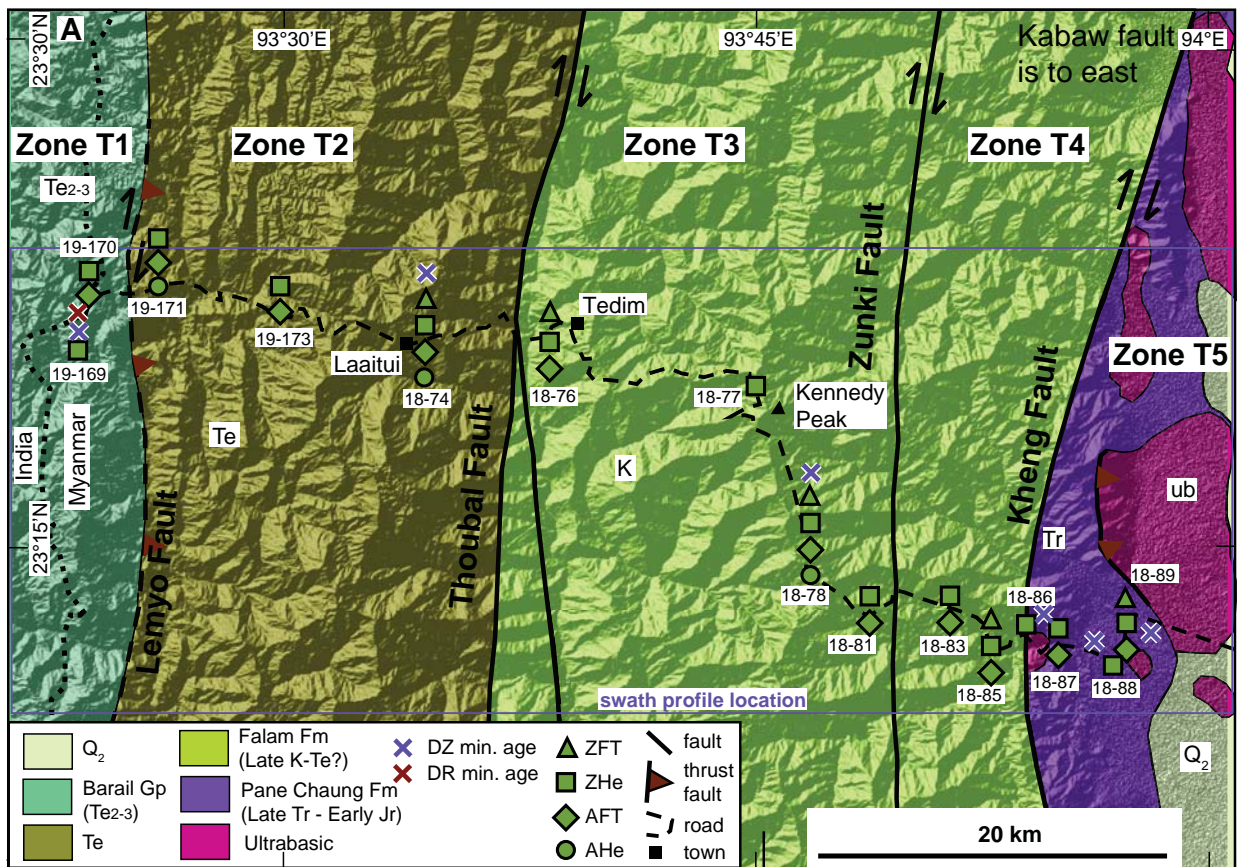 A
23°30'N
93°30'E
93°45'E
94°E
Kabaw fault
is to east
Zone T1
Zone T2
Zone T3
Zone T4
Zone T5
Te2-3
19-170
19-171
19-169
19-173
Laaitui
18-74
Tedim
18-76
18-77
Kennedy
Peak
India
Myanmar
Te
K
Tr
ub
23°15'N
Lemyo Fault
Thoubal Fault
Zunki Fault
Kheng Fault
18-78
18-81
18-83
18-85
18-86
18-87
18-88
18-89
swath profile location
Q2
Q2
Barail Gp
(Te2-3)
Te
Falam Fm
(Late K-Te?)
Pane Chaung Fm
(Late Tr - Early Jr)
Ultrabasic
DZ min. age
DR min. age
ZFT
ZHe
AFT
AHe
fault
thrust
fault
road
town
20 km